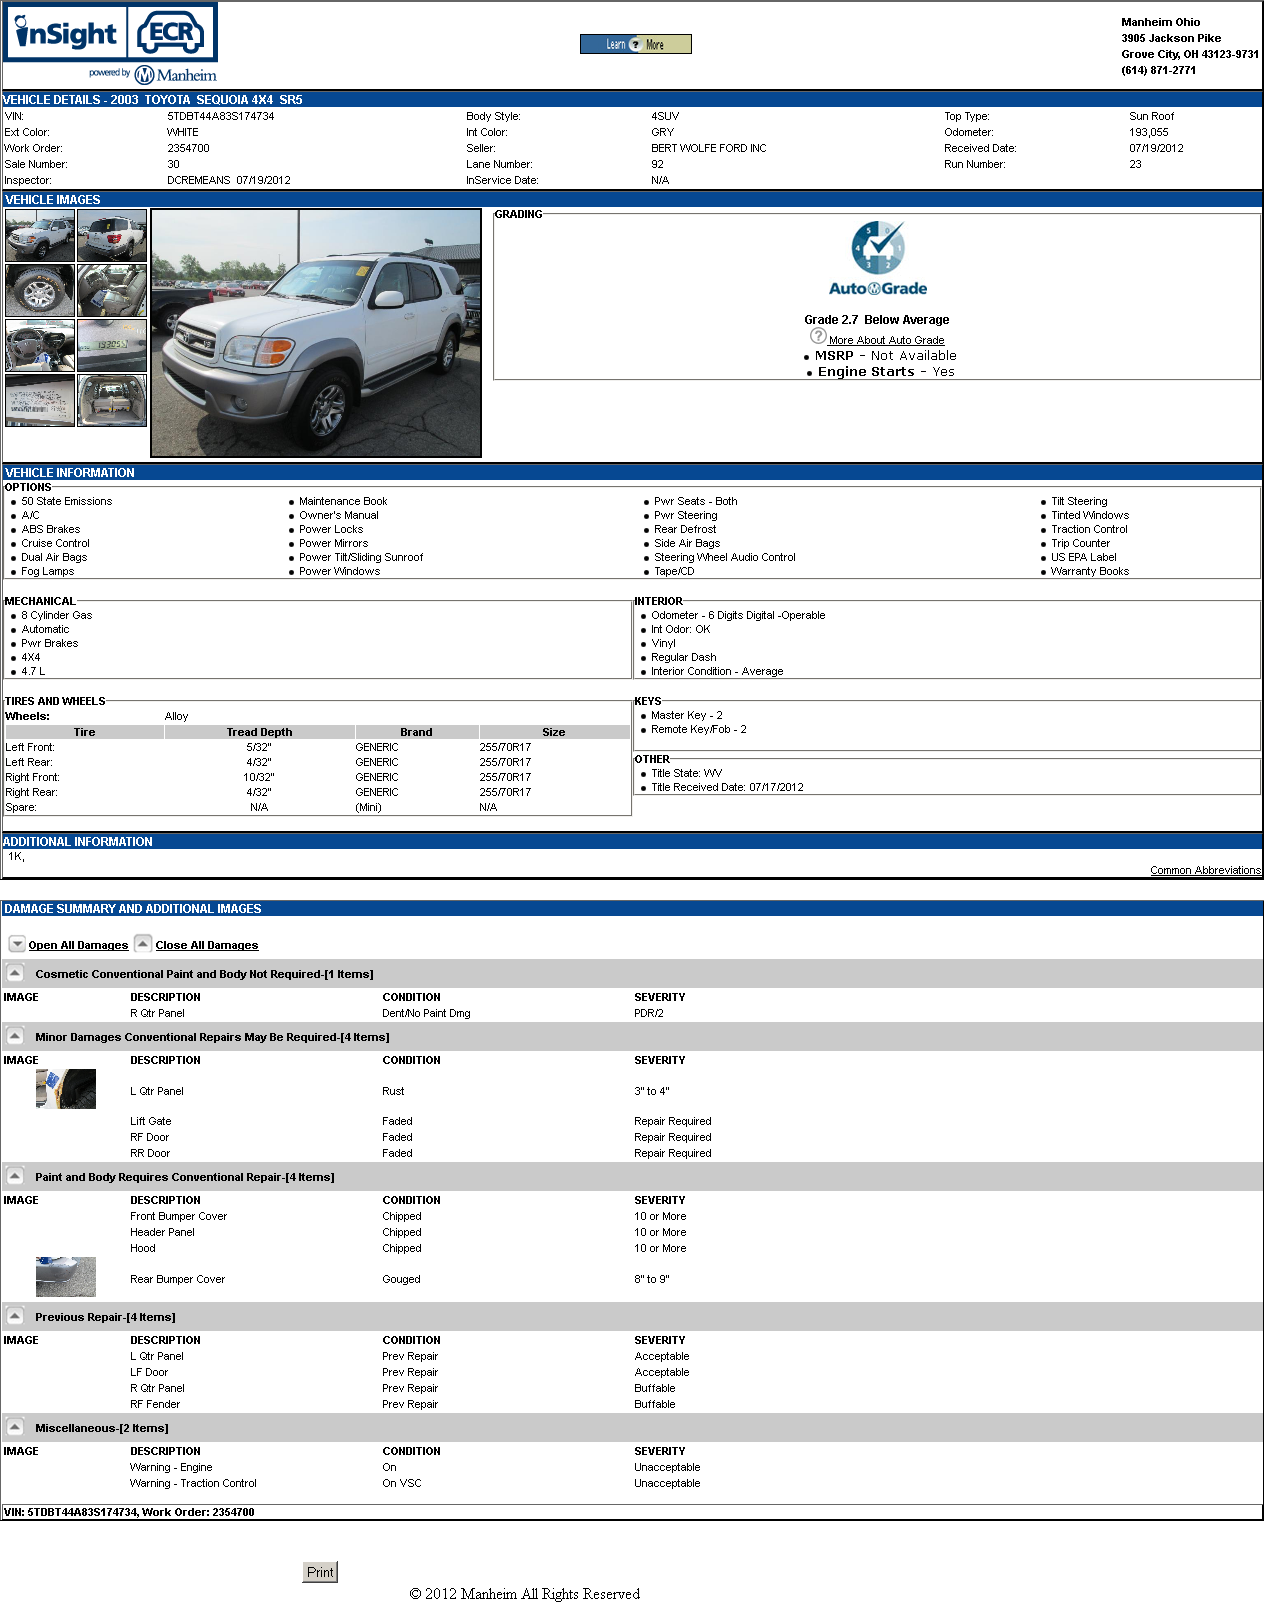 inSight ECR
powered by Manheim
Learn ? More
Manheim Ohio
3905 Jackson Pike
Grove City, OH 43123-9731
(614) 871-2771
VEHICLE DETAILS - 2003 TOYOTA SEQUOIA 4X4 SR5
VIN: 5TDBT44A83S174734 Body Style: 4SUV Top Type: Sun Roof
Ext Color: WHITE Int Color: GRY Odometer: 193,055
Work Order: 2354700 Seller: BERT WOLFE FORD INC Received Date: 07/19/2012
Sale Number: 30 Lane Number: 92 Run Number: 23
Inspector: DCREMEANS 07/19/2012 InService Date: N/A
VEHICLE IMAGES
GRADING
5 4 3 2 1 0
Auto Grade
Grade 2.7 Below Average
? More About Auto Grade
• MSRP - Not Available
• Engine Starts - Yes
VEHICLE INFORMATION
OPTIONS
• 50 State Emissions • Maintenance Book • Pwr Seats - Both • Tilt Steering
• A/C • Owner's Manual • Pwr Steering • Tinted Windows
• ABS Brakes • Power Locks • Rear Defrost • Traction Control
• Cruise Control • Power Mirrors • Side Air Bags • Trip Counter
• Dual Air Bags • Power Tilt/Sliding Sunroof • Steering Wheel Audio Control • US EPA Label
• Fog Lamps • Power Windows • Tape/CD • Warranty Books
MECHANICAL
• 8 Cylinder Gas
• Automatic
• Pwr Brakes
• 4X4
• 4.7 L
INTERIOR
• Odometer - 6 Digits Digital -Operable
• Int Odor: OK
• Vinyl
• Regular Dash
• Interior Condition - Average
TIRES AND WHEELS
Wheels: Alloy
Tire Tread Depth Brand Size
Left Front: 5/32" GENERIC 255/70R17
Left Rear: 4/32" GENERIC 255/70R17
Right Front: 10/32" GENERIC 255/70R17
Right Rear: 4/32" GENERIC 255/70R17
Spare: N/A (Mini) N/A
KEYS
• Master Key - 2
• Remote Key/Fob - 2
OTHER
• Title State: WV
• Title Received Date: 07/17/2012
ADDITIONAL INFORMATION
1K,
Common Abbreviations
DAMAGE SUMMARY AND ADDITIONAL IMAGES
Open All Damages Close All Damages
Cosmetic Conventional Paint and Body Not Required-[1 Items]
IMAGE DESCRIPTION CONDITION SEVERITY
R Qtr Panel Dent/No Paint Dmg PDR/2
Minor Damages Conventional Repairs May Be Required-[4 Items]
IMAGE DESCRIPTION CONDITION SEVERITY
L Qtr Panel Rust 3" to 4"
Lift Gate Faded Repair Required
RF Door Faded Repair Required
RR Door Faded Repair Required
Paint and Body Requires Conventional Repair-[4 Items]
IMAGE DESCRIPTION CONDITION SEVERITY
Front Bumper Cover Chipped 10 or More
Header Panel Chipped 10 or More
Hood Chipped 10 or More
Rear Bumper Cover Gouged 8" to 9"
Previous Repair-[4 Items]
IMAGE DESCRIPTION CONDITION SEVERITY
L Qtr Panel Prev Repair Acceptable
LF Door Prev Repair Acceptable
R Qtr Panel Prev Repair Buffable
RF Fender Prev Repair Buffable
Miscellaneous-[2 Items]
IMAGE DESCRIPTION CONDITION SEVERITY
Warning - Engine On Unacceptable
Warning - Traction Control On VSC Unacceptable
VIN: 5TDBT44A83S174734, Work Order: 2354700
Print
© 2012 Manheim All Rights Reserved